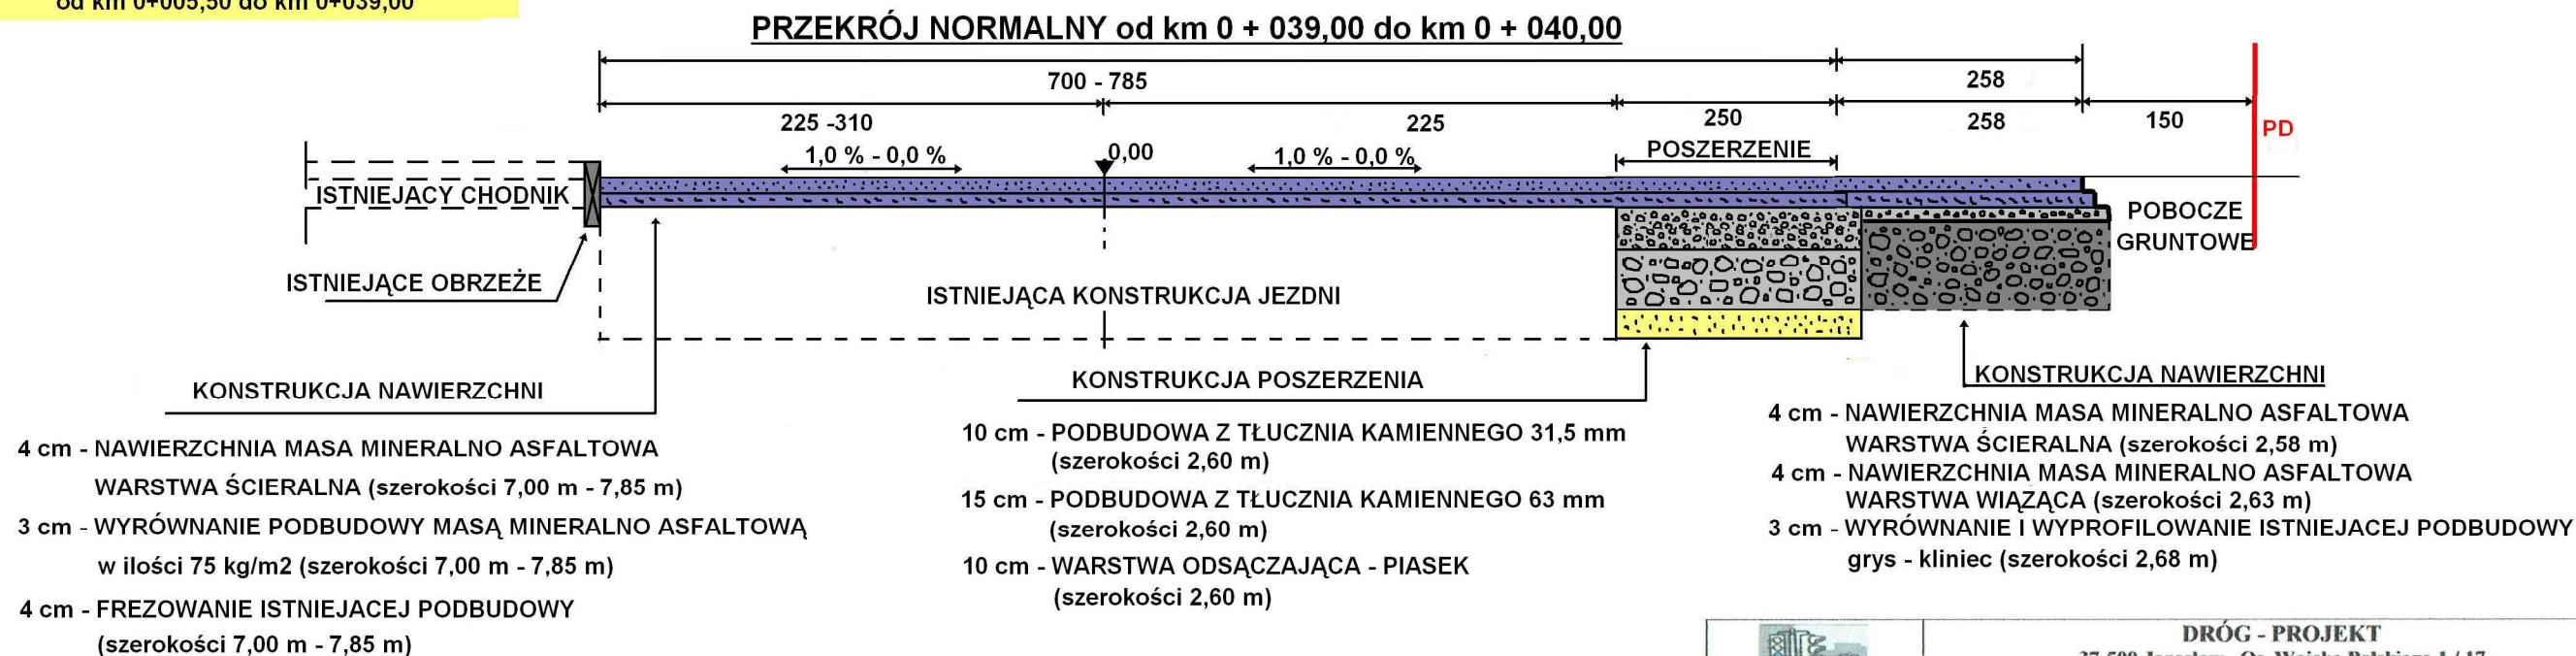 od km 0+005,50 do km 0+039,00
PRZEKRÓJ NORMALNY od km 0 + 039,00 do km 0 + 040,00
700 - 785
258
225 -310
225
250
258
150
PD
1,0 % - 0,0 %
0,00
1,0 % - 0,0 %
POSZERZENIE
ISTNIEJACY CHODNIK
POBOCZE
GRUNTOWE
ISTNIEJĄCE OBRZEŻE
ISTNIEJĄCA KONSTRUKCJA JEZDNI
KONSTRUKCJA NAWIERZCHNI
4 cm - NAWIERZCHNIA MASA MINERALNO ASFALTOWA
WARSTWA ŚCIERALNA (szerokości 7,00 m - 7,85 m)
3 cm - WYRÓWNANIE PODBUDOWY MASĄ MINERALNO ASFALTOWĄ
w ilości 75 kg/m2 (szerokości 7,00 m - 7,85 m)
4 cm - FREZOWANIE ISTNIEJACEJ PODBUDOWY
(szerokości 7,00 m - 7,85 m)
KONSTRUKCJA POSZERZENIA
10 cm - PODBUDOWA Z TŁUCZNIA KAMIENNEGO 31,5 mm
(szerokości 2,60 m)
15 cm - PODBUDOWA Z TŁUCZNIA KAMIENNEGO 63 mm
(szerokości 2,60 m)
10 cm - WARSTWA ODSĄCZAJĄCA - PIASEK
(szerokości 2,60 m)
KONSTRUKCJA NAWIERZCHNI
4 cm - NAWIERZCHNIA MASA MINERALNO ASFALTOWA
WARSTWA ŚCIERALNA (szerokości 2,58 m)
4 cm - NAWIERZCHNIA MASA MINERALNO ASFALTOWA
WARSTWA WIĄŻĄCA (szerokości 2,63 m)
3 cm - WYRÓWNANIE I WYPROFILOWANIE ISTNIEJACEJ PODBUDOWY
grys - kliniec (szerokości 2,68 m)
DRÓG - PROJEKT